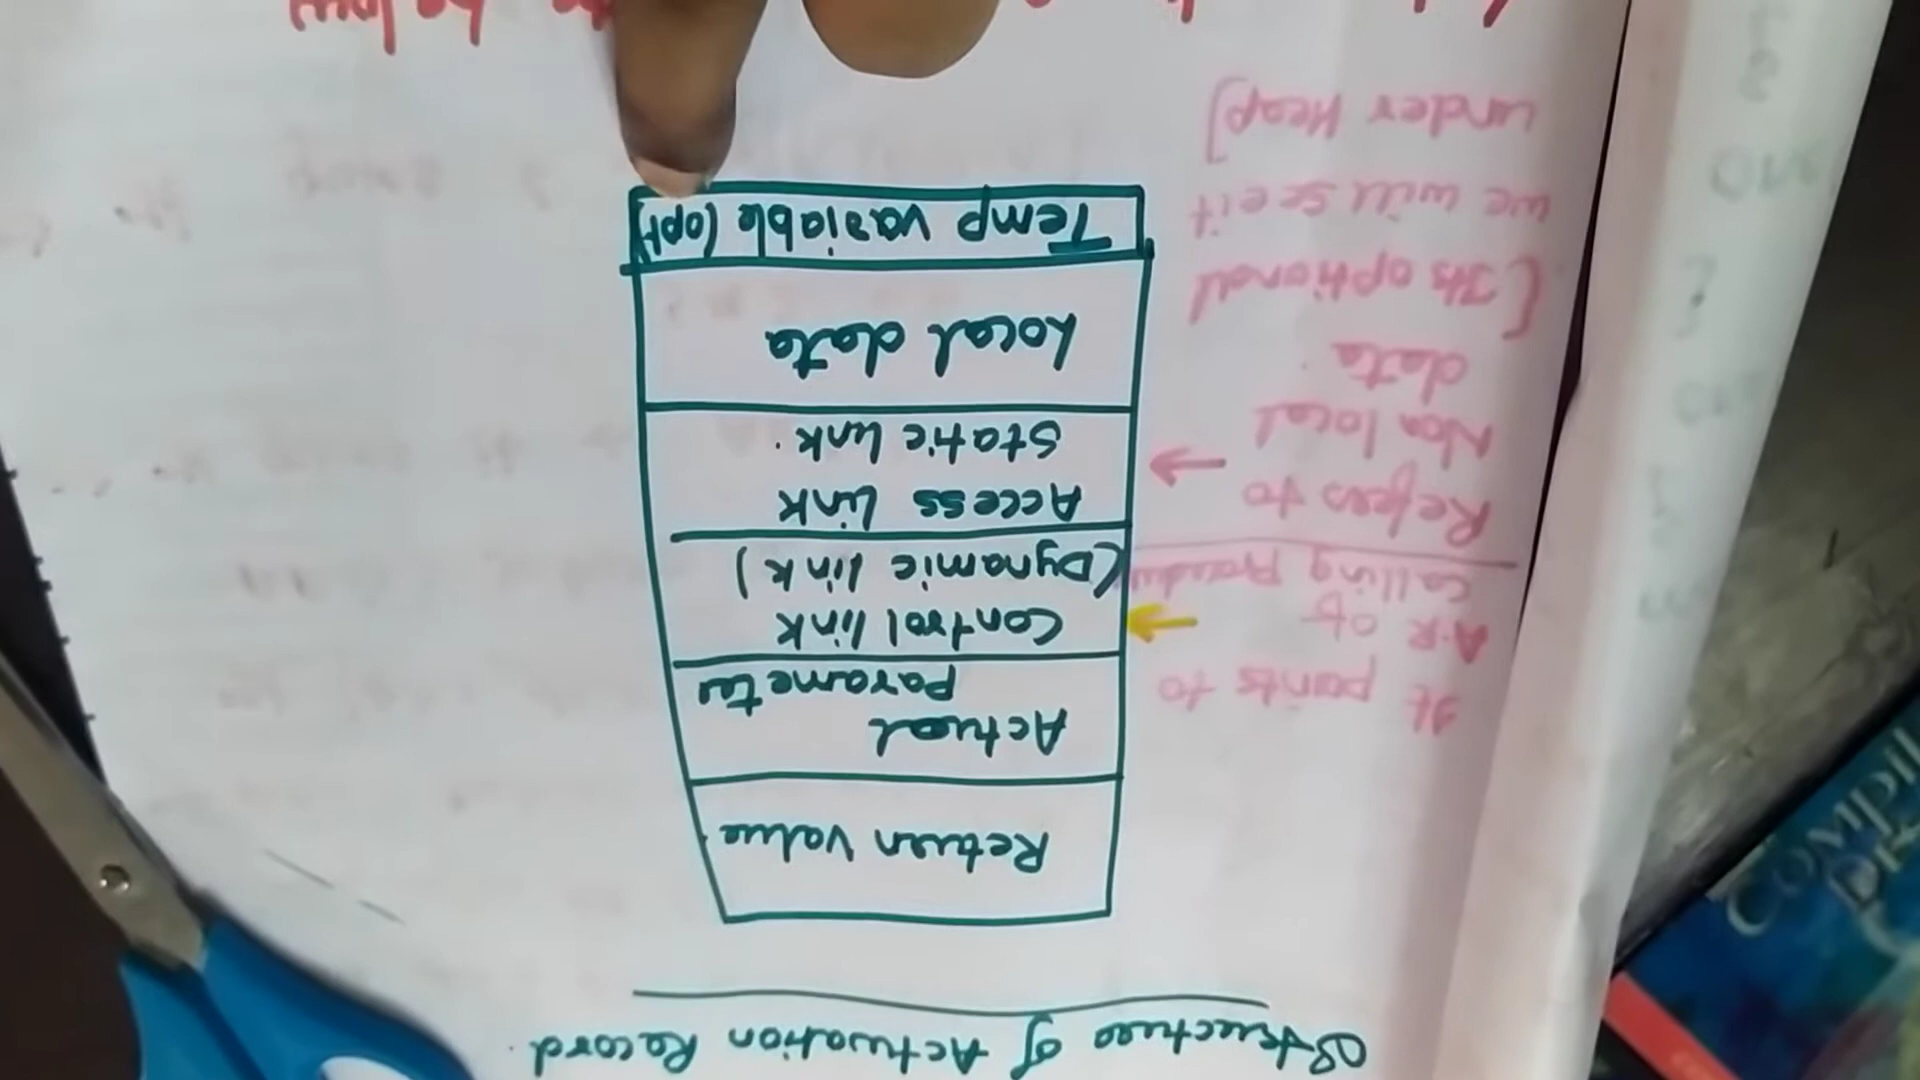 Structure of Activation Record
Return value
Actual
parameter
Control link
(Dynamic link)
Access link
Static link
Local data
Temp variable (opt)
It points to
A.R of
Calling Procedure
Refers to
Non local
data
(Its optional
we will see it
under Heap]
below